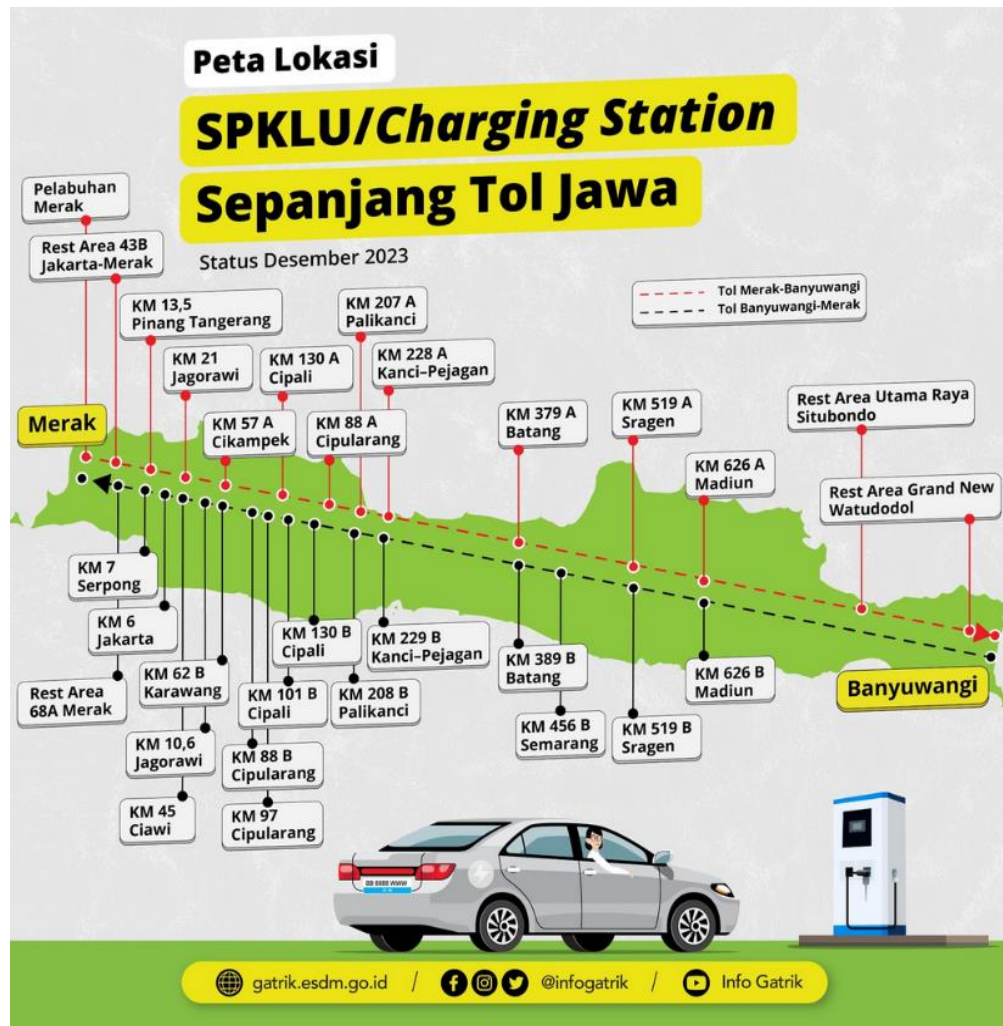 Peta Lokasi
SPKLU/Charging Station
Sepanjang Tol Jawa
Status Desember 2023
Tol Merak-Banyuwangi
Tol Banyuwangi-Merak
Pelabuhan
Merak
Rest Area 43B
Jakarta-Merak
KM 13,5
Pinang Tangerang
KM 21
Jagorawi
KM 57 A
Cikampek
KM 130 A
Cipali
KM 88 A
Cipularang
KM 207 A
Palikanci
KM 228 A
Kanci–Pejagan
KM 379 A
Batang
KM 519 A
Sragen
KM 626 A
Madiun
Rest Area Utama Raya
Situbondo
Rest Area Grand New
Watudodol
Merak
Banyuwangi
KM 7
Serpong
KM 6
Jakarta
Rest Area
68A Merak
KM 62 B
Karawang
KM 10,6
Jagorawi
KM 45
Ciawi
KM 130 B
Cipali
KM 101 B
Cipali
KM 88 B
Cipularang
KM 97
Cipularang
KM 229 B
Kanci–Pejagan
KM 208 B
Palikanci
KM 389 B
Batang
KM 456 B
Semarang
KM 519 B
Sragen
KM 626 B
Madiun
gatrik.esdm.go.id / @infogatrik / Info Gatrik